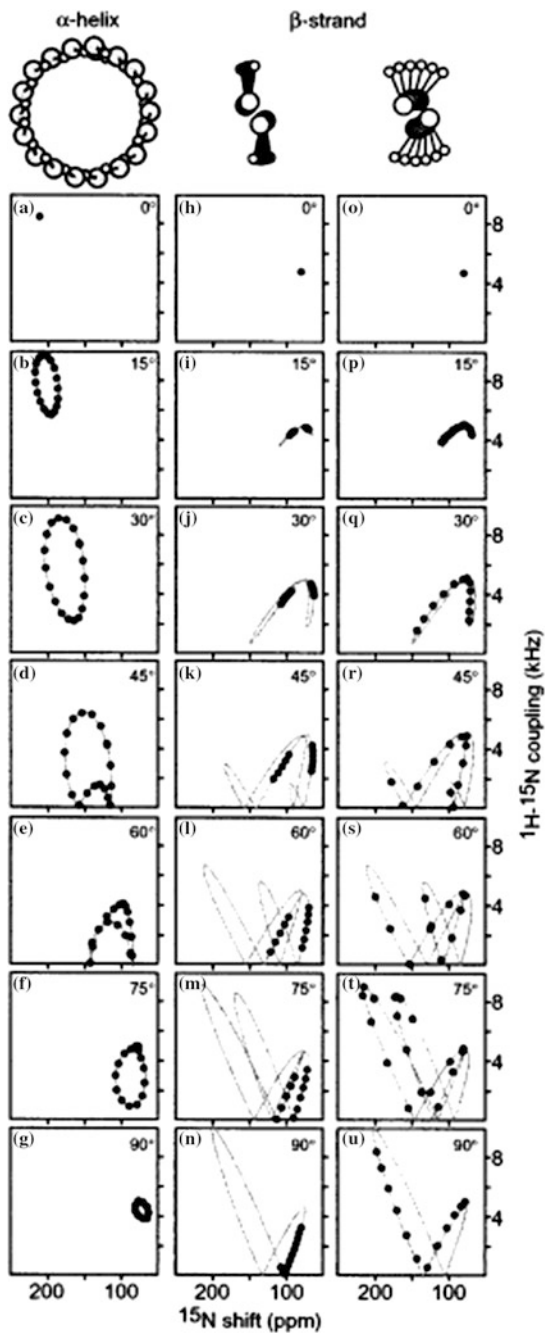 α-helix β-strand
(a) 0° (h) 0° (o) 0° 8
4
(b) 15° (i) 15° (p) 15° 8
4
(c) 30° (j) 30° (q) 30° 8
4
(d) 45° (k) 45° (r) 45° 8
4
(e) 60° (l) 60° (s) 60° 8
4
(f) 75° (m) 75° (t) 75° 8
4
(g) 90° (n) 90° (u) 90° 8
4
200 100 200 100 200 100
¹⁵N shift (ppm)
¹H-¹⁵N coupling (kHz)